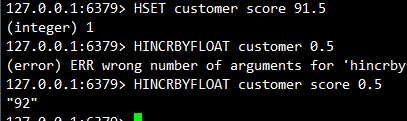 127.0.0.1:6379> HSET customer score 91.5
(integer) 1
127.0.0.1:6379> HINCRBYFLOAT customer 0.5
(error) ERR wrong number of arguments for 'hincrby
127.0.0.1:6379> HINCRBYFLOAT customer score 0.5
"92"
127.0.0.1:6379>